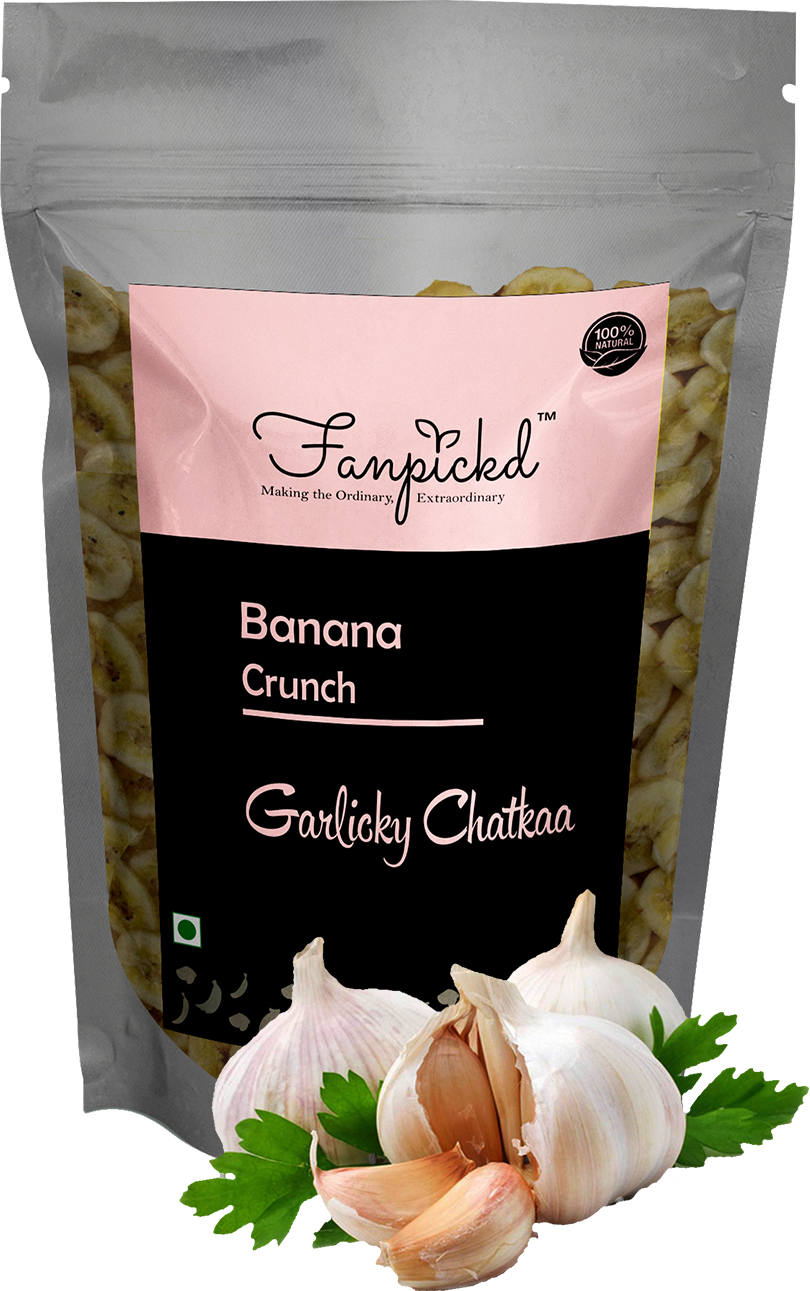 100%
NATURAL
Fanpickd™
Making the Ordinary, Extraordinary
Banana
Crunch
Garlicky Chatkaa